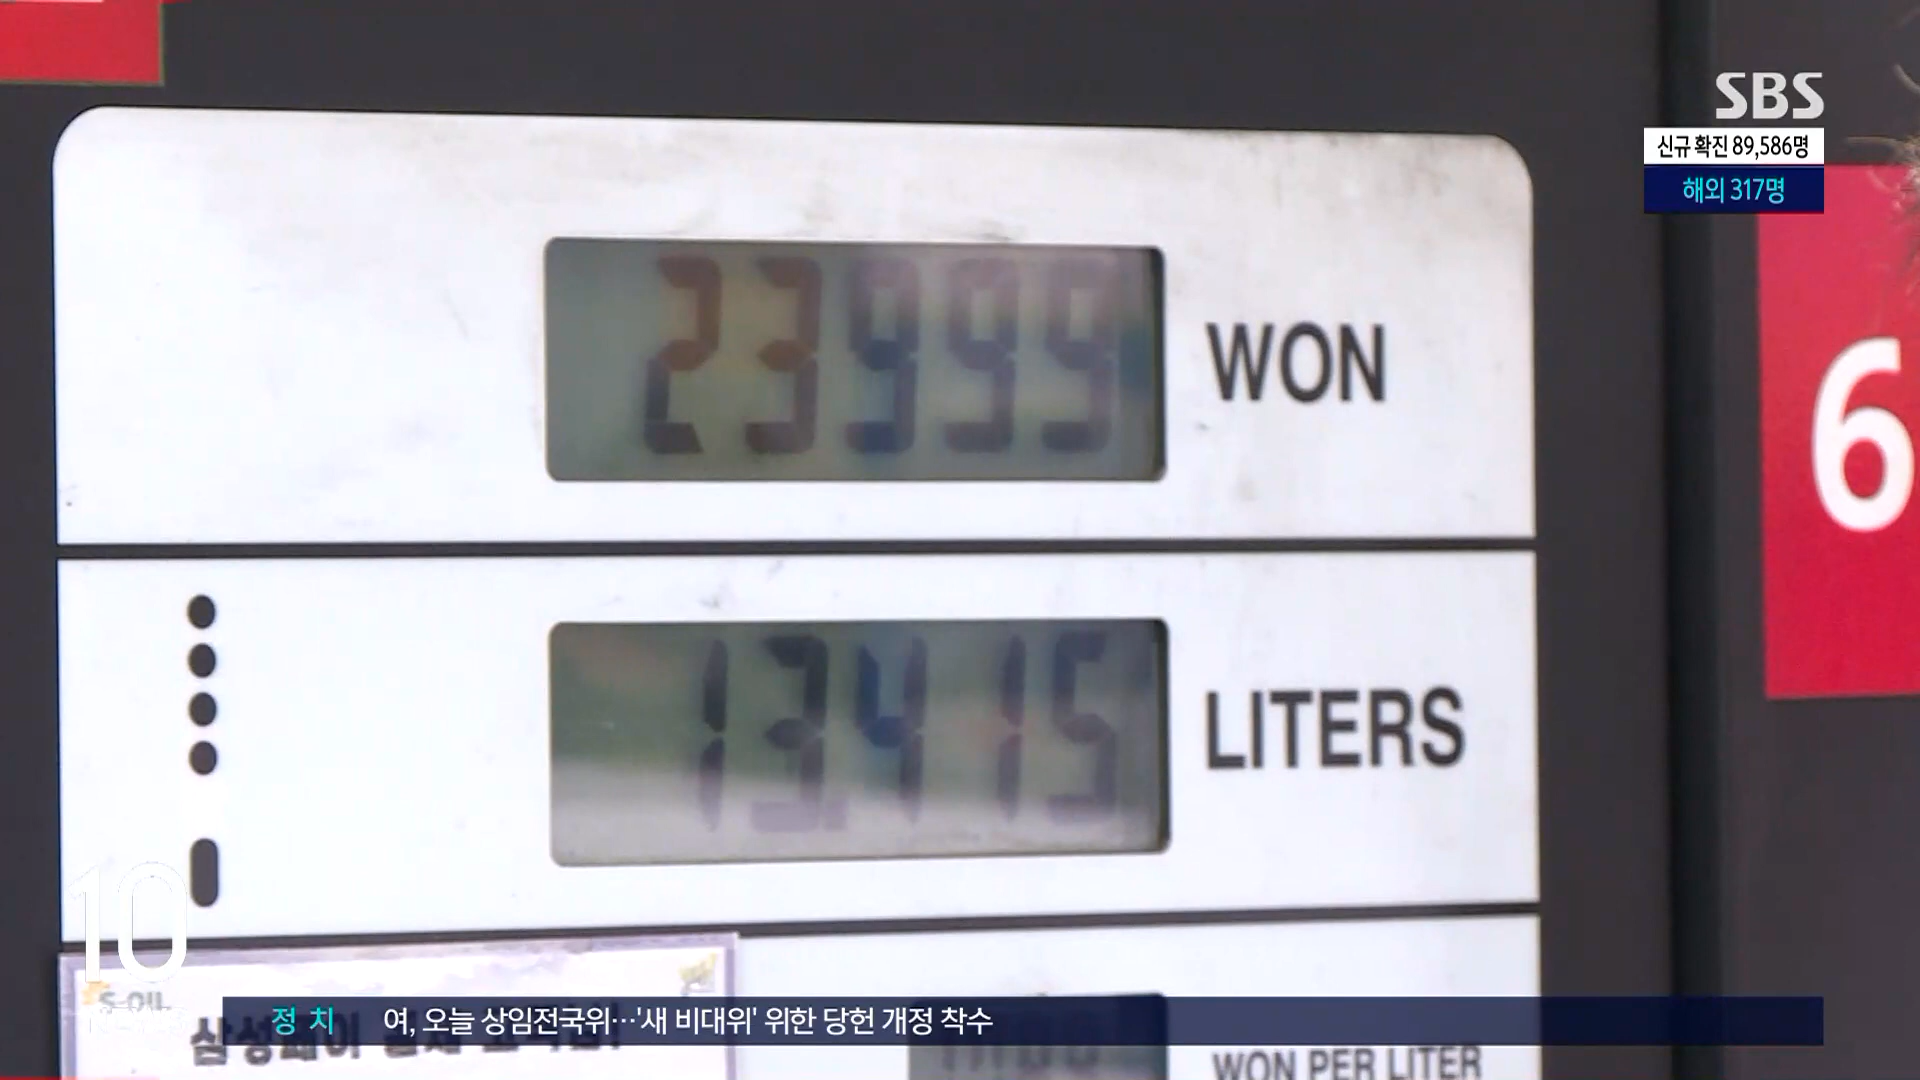 SBS
신규 확진 89,586명
해외 317명
23999 WON
6
13.415 LITERS
10
S-OIL
정치 여, 오늘 상임전국위…'새 비대위' 위한 당헌 개정 착수
WON PER LITER